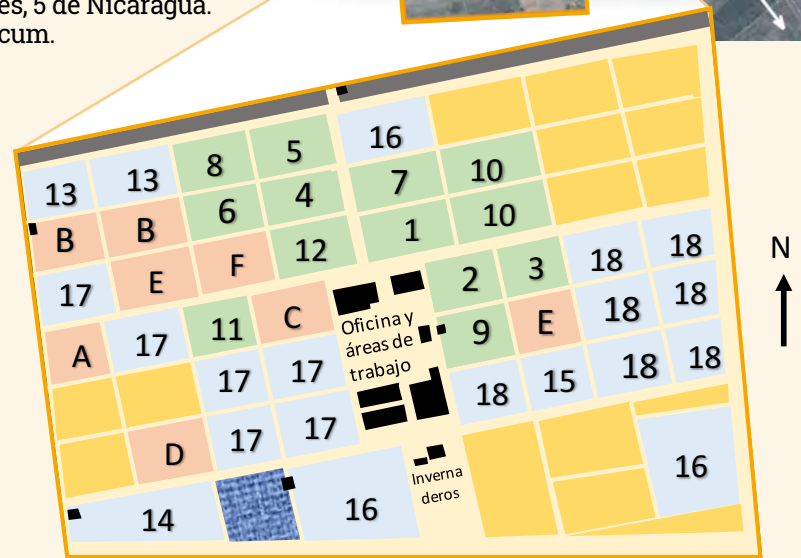 es, 5 de Nicaragua.
cum.
13 13 8 5 16
B B 6 4 7 10
17 E F 12 1 10
A 17 11 C 2 3 18 18
17 17 9 E 18 18
D 17 17 18 15 18 18
14 16 16
Oficina y
áreas de
trabajo
Inverna
deros
N